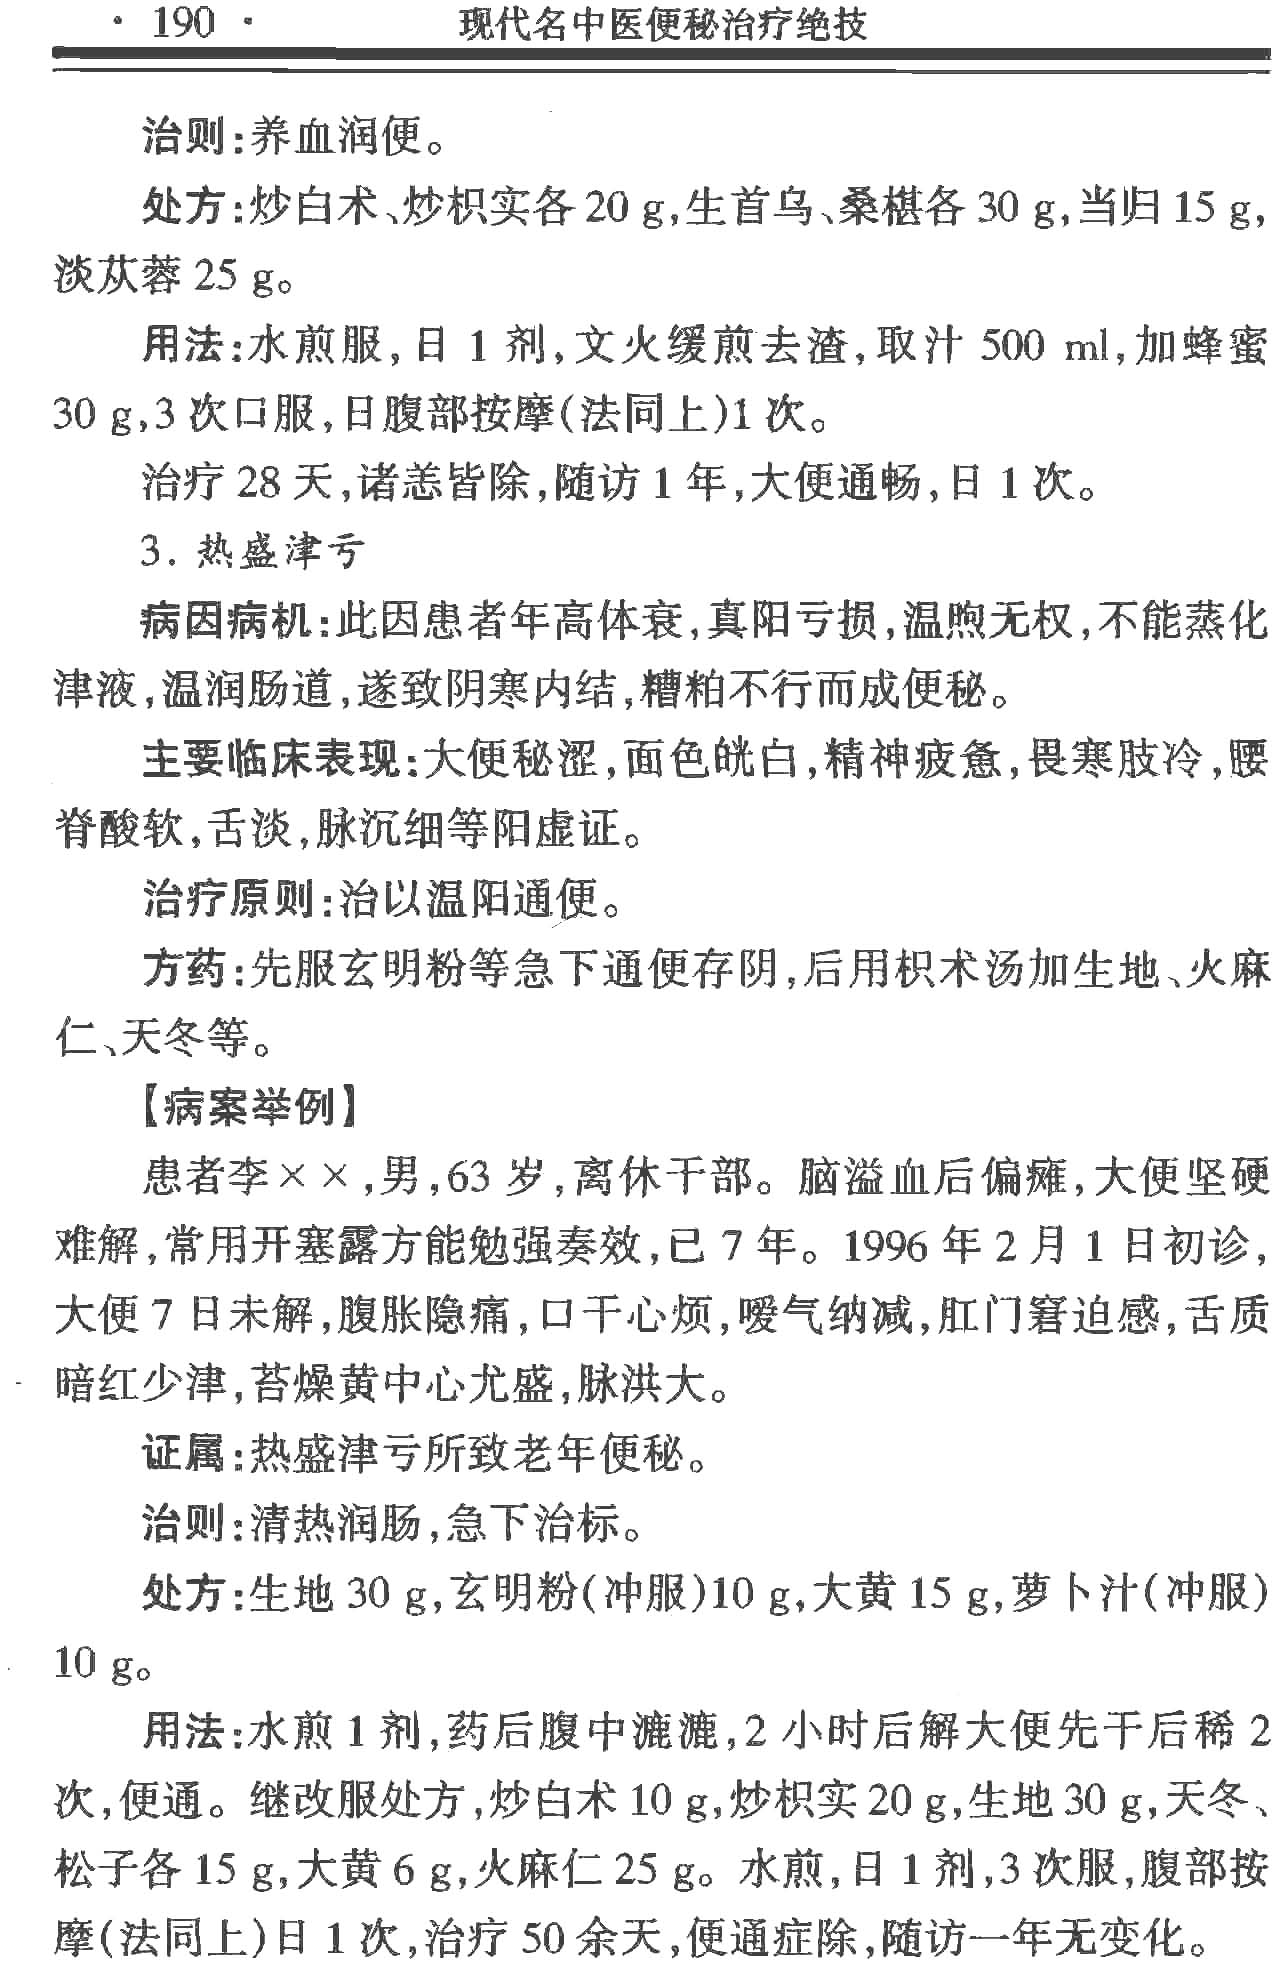 · 190 · 现代名中医便秘治疗绝技
治则:养血润便。
处方:炒白术、炒枳实各 20 g,生首乌、桑椹各 30 g,当归 15 g,
淡苁蓉 25 g。
用法:水煎服,日 1 剂,文火缓煎去渣,取汁 500 ml,加蜂蜜
30 g,3 次口服,日腹部按摩(法同上)1 次。
治疗 28 天,诸恙皆除,随访 1 年,大便通畅,日 1 次。
3. 热盛津亏
病因病机:此因患者年高体衰,真阳亏损,温煦无权,不能蒸化
津液,温润肠道,遂致阴寒内结,糟粕不行而成便秘。
主要临床表现:大便秘涩,面色㿠白,精神疲惫,畏寒肢冷,腰
脊酸软,舌淡,脉沉细等阳虚证。
治疗原则:治以温阳通便。
方药:先服玄明粉等急下通便存阴,后用枳术汤加生地、火麻
仁、天冬等。
【病案举例】
患者李××,男,63 岁,离休干部。脑溢血后偏瘫,大便坚硬
难解,常用开塞露方能勉强奏效,已 7 年。1996 年 2 月 1 日初诊,
大便 7 日未解,腹胀隐痛,口干心烦,嗳气纳减,肛门窘迫感,舌质
暗红少津,苔燥黄中心尤盛,脉洪大。
证属:热盛津亏所致老年便秘。
治则:清热润肠,急下治标。
处方:生地 30 g,玄明粉(冲服)10 g,大黄 15 g,萝卜汁(冲服)
10 g。
用法:水煎 1 剂,药后腹中漉漉,2 小时后解大便先干后稀 2
次,便通。继改服处方,炒白术 10 g,炒枳实 20 g,生地 30 g,天冬、
松子各 15 g,大黄 6 g,火麻仁 25 g。水煎,日 1 剂,3 次服,腹部按
摩(法同上)日 1 次,治疗 50 余天,便通症除,随访一年无变化。